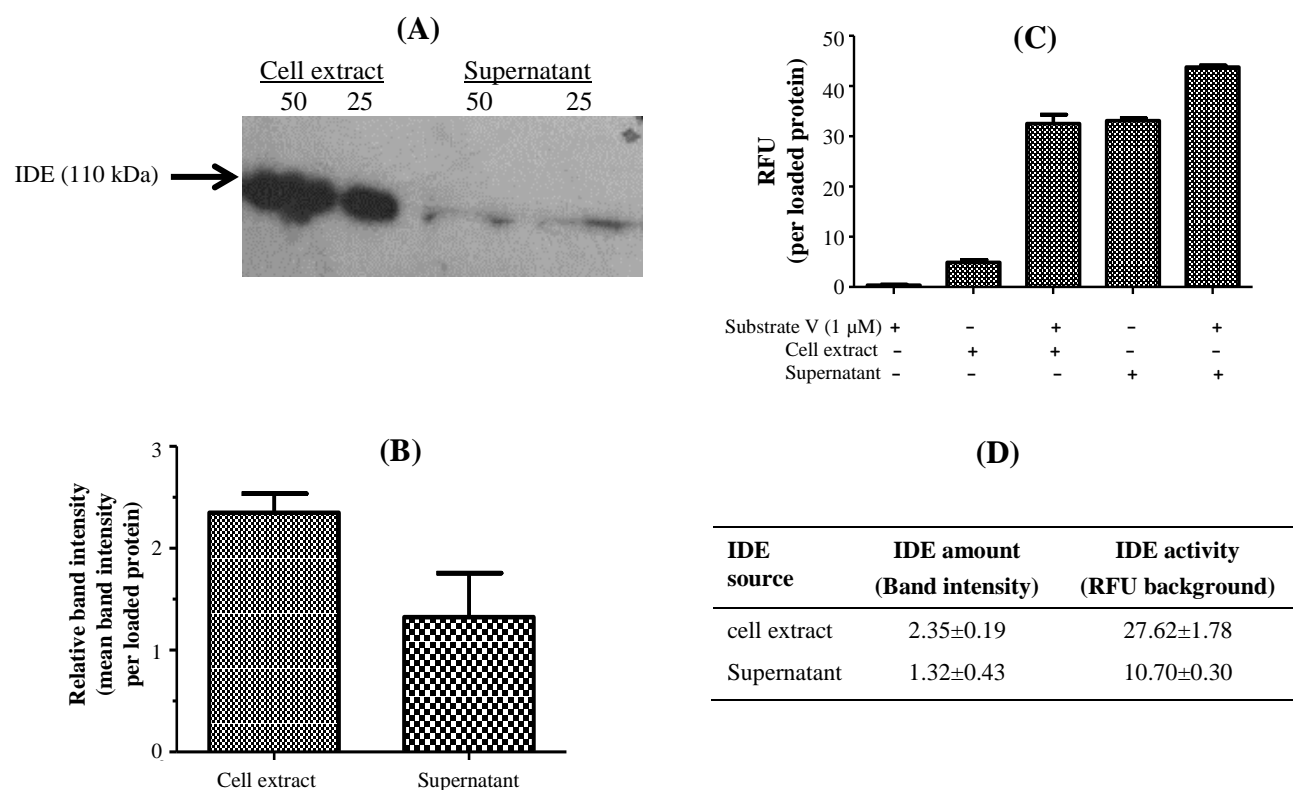 (A)
Cell extract Supernatant
50 25 50 25
IDE (110 kDa)
(B)
3
2
1
0
Relative band intensity
(mean band intensity
per loaded protein)
Cell extract Supernatant
(C)
50
40
30
20
10
0
RFU
(per loaded protein)
Substrate V (1 µM) + − + − +
Cell extract − + + − −
Supernatant − − − + +
(D)
IDE source IDE amount (Band intensity) IDE activity (RFU background)
cell extract 2.35±0.19 27.62±1.78
Supernatant 1.32±0.43 10.70±0.30